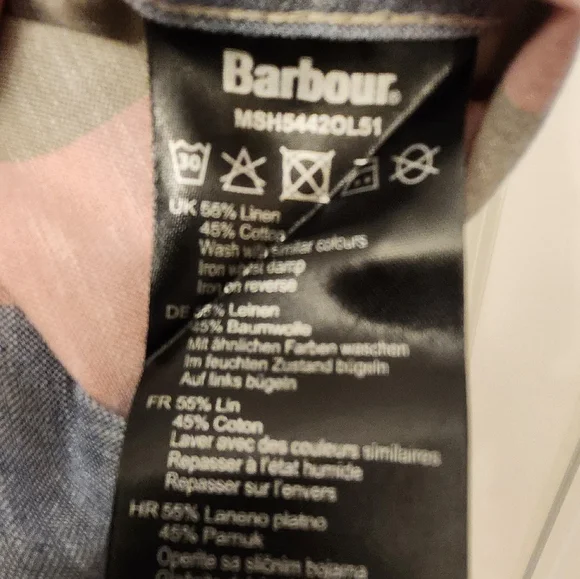 Barbour®
MSH5442OL51
30
UK 55% Linen
45% Cotton
Wash with similar colours
Iron whilst damp
Iron on reverse
DE 55% Leinen
45% Baumwolle
Mit ähnlichen Farben waschen
Im feuchten Zustand bügeln
Auf links bügeln
FR 55% Lin
45% Coton
Laver avec des couleurs similaires
Repasser à l'état humide
Repasser sur l'envers
HR 55% Laneno platno
45% Pamuk
Operite sa sličnim bojama